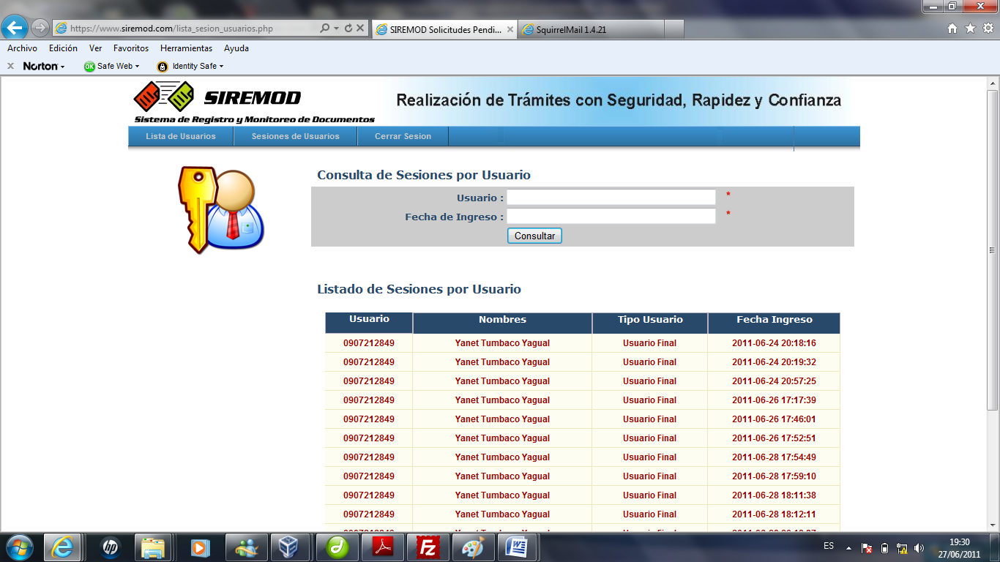 https://www.siremod.com/lista_sesion_usuarios.php
SIREMOD Solicitudes Pendi...
SquirrelMail 1.4.21
Archivo Edición Ver Favoritos Herramientas Ayuda
X Norton OK Safe Web Identity Safe
SIREMOD
Sistema de Registro y Monitoreo de Documentos
Realización de Trámites con Seguridad, Rapidez y Confianza
Lista de Usuarios Sesiones de Usuarios Cerrar Sesion
Consulta de Sesiones por Usuario
Usuario : *
Fecha de Ingreso : *
Consultar
Listado de Sesiones por Usuario
Usuario Nombres Tipo Usuario Fecha Ingreso
0907212849 Yanet Tumbaco Yagual Usuario Final 2011-06-24 20:18:16
0907212849 Yanet Tumbaco Yagual Usuario Final 2011-06-24 20:19:32
0907212849 Yanet Tumbaco Yagual Usuario Final 2011-06-24 20:57:25
0907212849 Yanet Tumbaco Yagual Usuario Final 2011-06-26 17:17:39
0907212849 Yanet Tumbaco Yagual Usuario Final 2011-06-26 17:46:01
0907212849 Yanet Tumbaco Yagual Usuario Final 2011-06-26 17:52:51
0907212849 Yanet Tumbaco Yagual Usuario Final 2011-06-28 17:54:49
0907212849 Yanet Tumbaco Yagual Usuario Final 2011-06-28 17:59:10
0907212849 Yanet Tumbaco Yagual Usuario Final 2011-06-28 18:11:38
0907212849 Yanet Tumbaco Yagual Usuario Final 2011-06-28 18:12:11
ES
19:30
27/06/2011